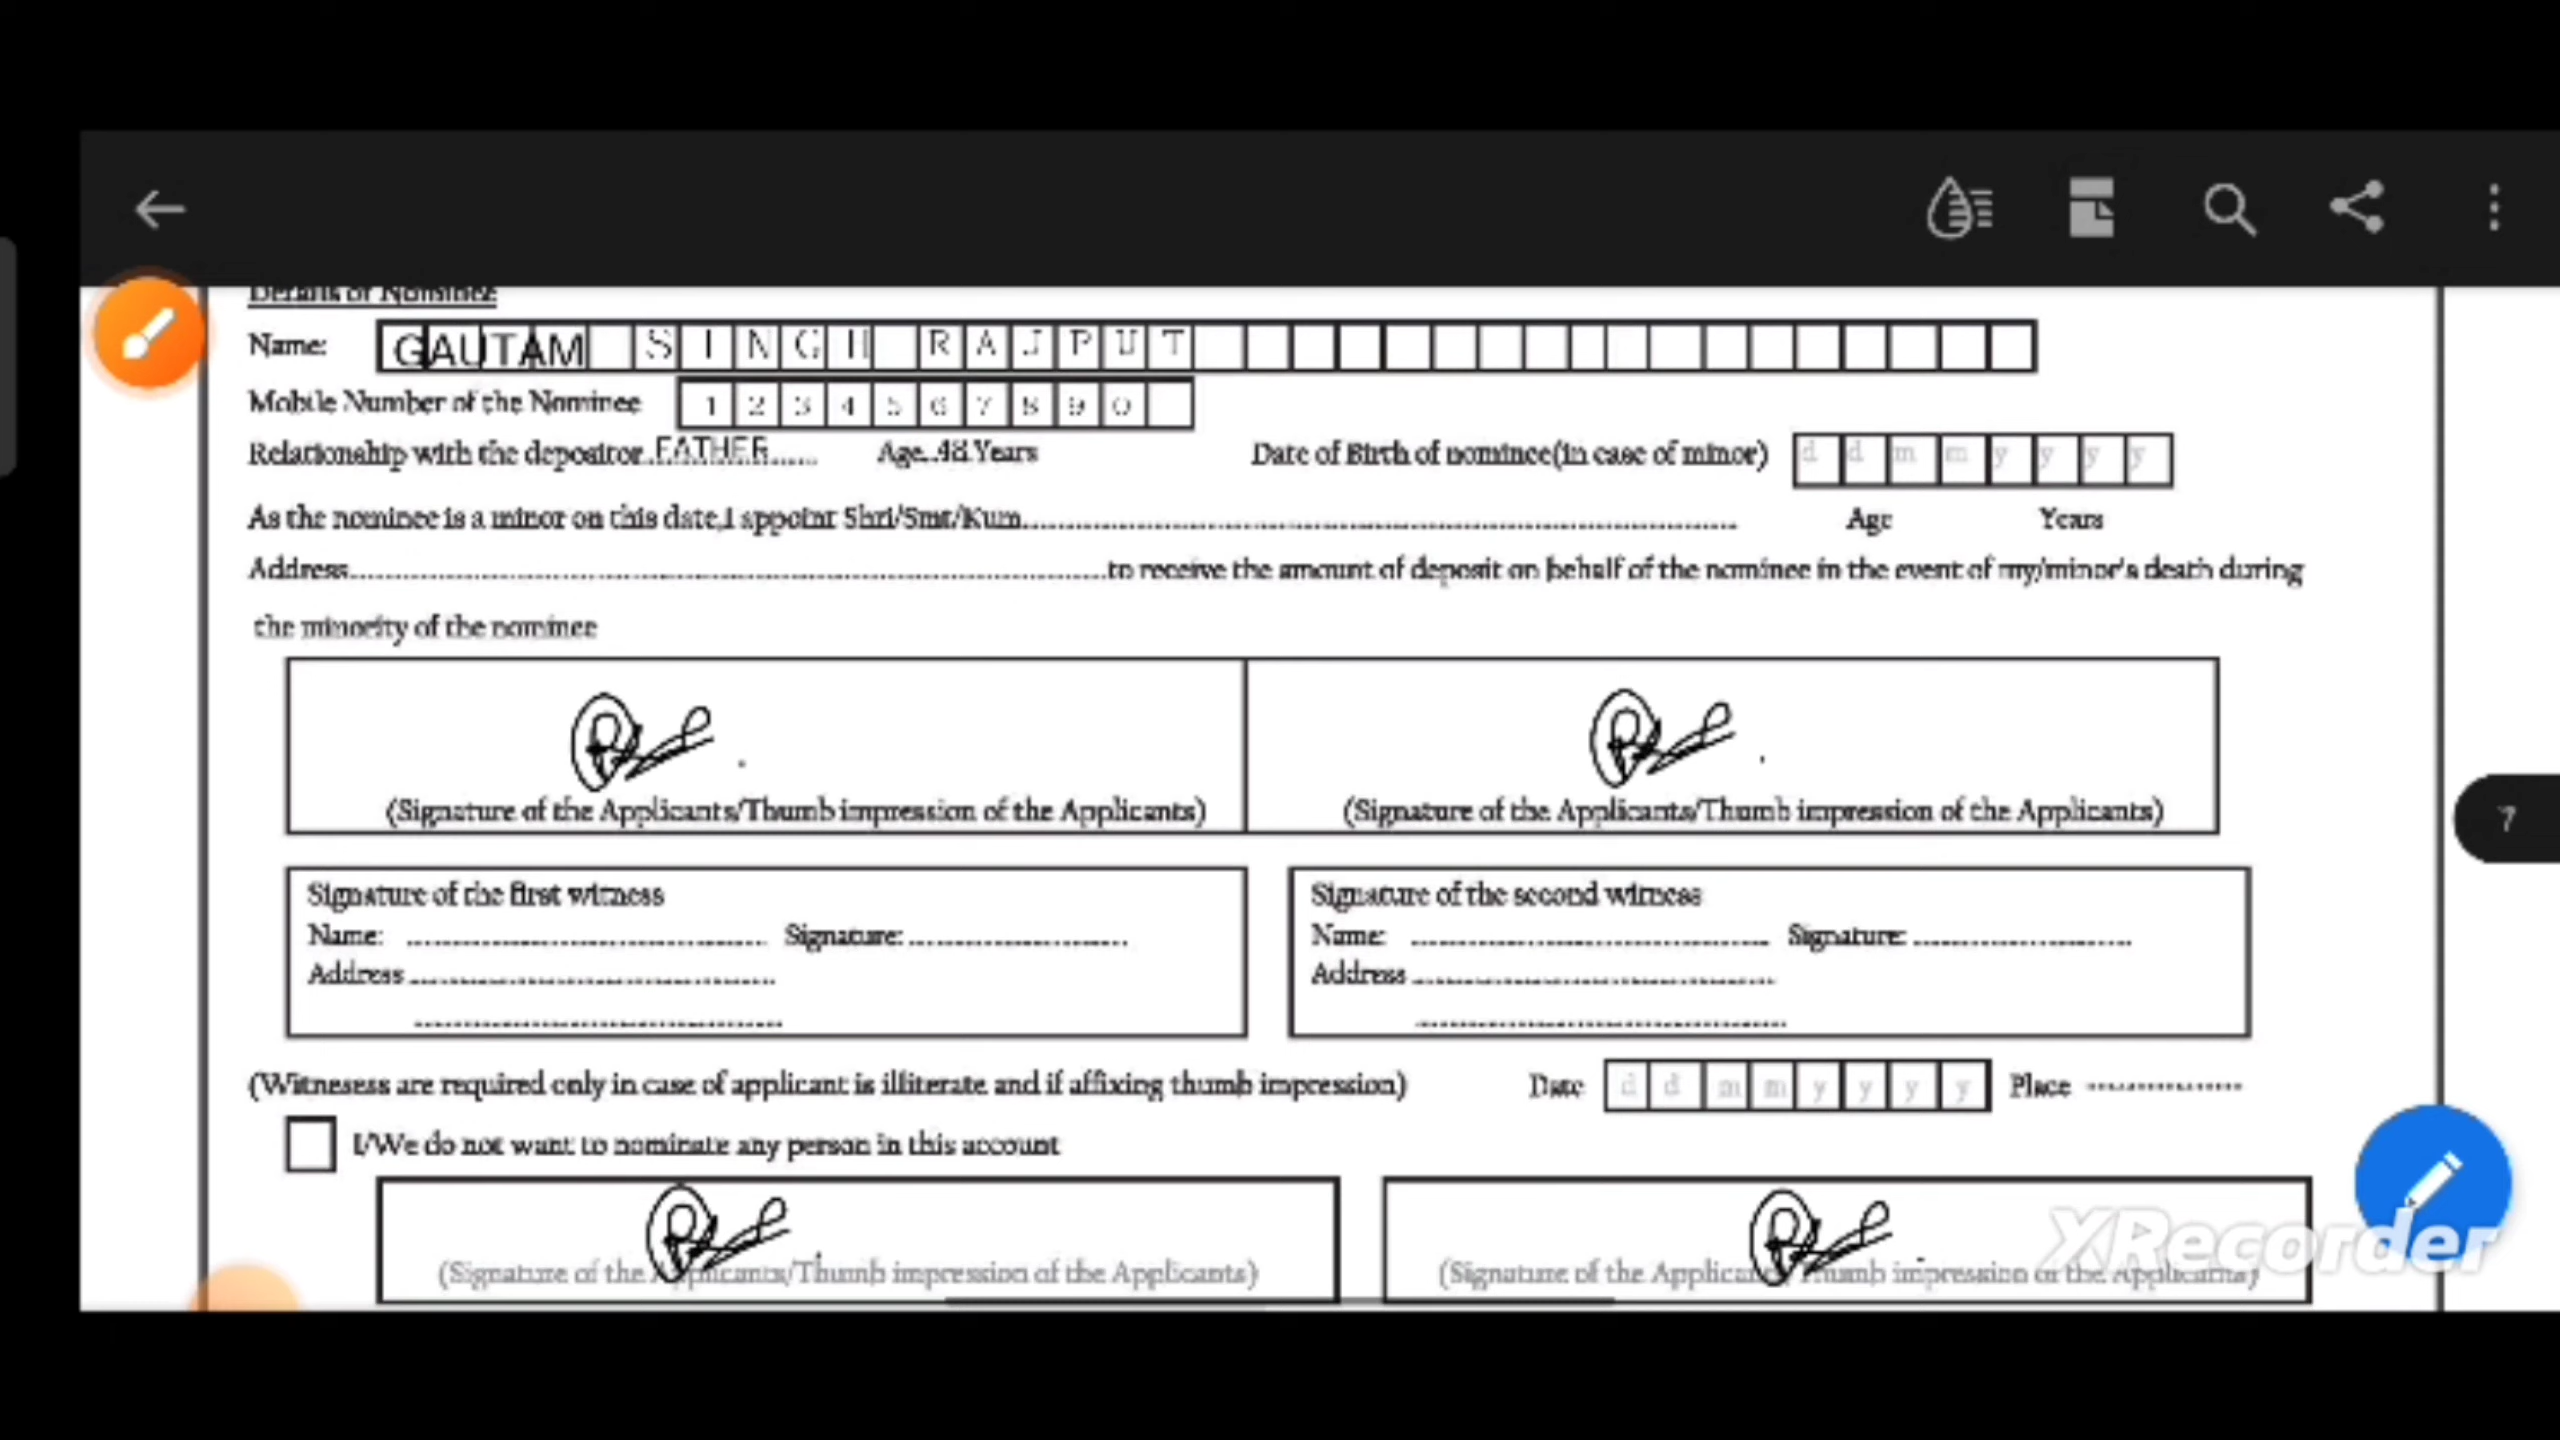 Details of Nominee
Name: GAUTAM SINGH RAJPUT
Mobile Number of the Nominee 1 2 3 4 5 6 7 8 9 0
Relationship with the depositor..FATHER...... Age..48 Years Date of Birth of nominee(in case of minor) d d m m y y y y
As the nominee is a minor on this date,I appoint Shri/Smt/Kum.................... Age Years
Address....................to receive the amount of deposit on behalf of the nominee in the event of my/minor's death during
the minority of the nominee
(Signature of the Applicants/Thumb impression of the Applicants) (Signature of the Applicants/Thumb impression of the Applicants)
7
Signature of the first witness
Name: .................... Signature:....................
Address ....................
....................
Signature of the second witness
Name: .................... Signature: ....................
Address ....................
....................
(Witnesess are required only in case of applicant is illiterate and if affixing thumb impression) Date d d m m y y y y Place ....................
I/We do not want to nominate any person in this account
(Signature of the Applicants/Thumb impression of the Applicants) (Signature of the Applicants/Thumb impression of the Applicants)
XRecorder